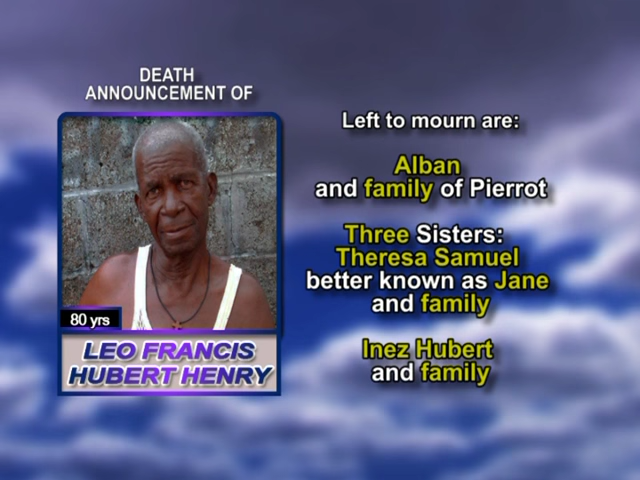 DEATH
ANNOUNCEMENT OF
80 yrs
LEO FRANCIS
HUBERT HENRY
Left to mourn are:
Alban
and family of Pierrot
Three Sisters:
Theresa Samuel
better known as Jane
and family
Inez Hubert
and family